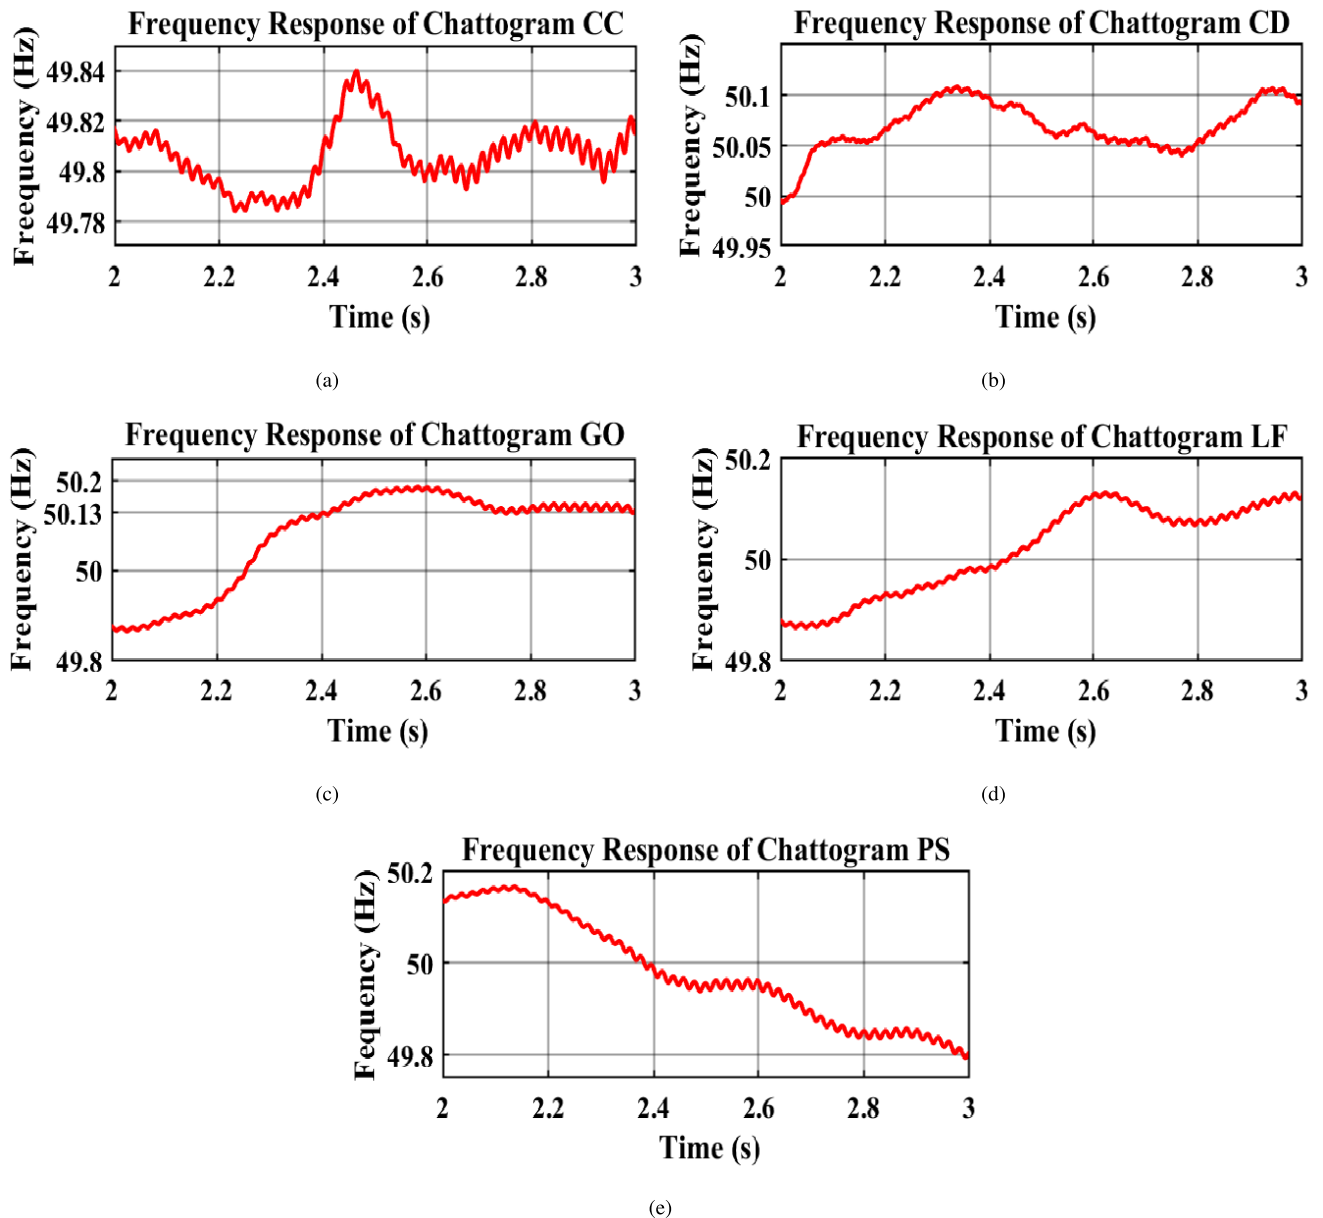 Frequency Response of Chattogram CC
Freequency (Hz)
49.84
49.82
49.8
49.78
2 2.2 2.4 2.6 2.8 3
Time (s)
(a)
Frequency Response of Chattogram CD
Frequency (Hz)
50.1
50.05
50
49.95
2 2.2 2.4 2.6 2.8 3
Time (s)
(b)
Frequency Response of Chattogram GO
Frequency (Hz)
50.2
50.13
50
49.8
2 2.2 2.4 2.6 2.8 3
Time (s)
(c)
Frequency Response of Chattogram LF
Frequency (Hz)
50.2
50
49.8
2 2.2 2.4 2.6 2.8 3
Time (s)
(d)
Frequency Response of Chattogram PS
Fequency (Hz)
50.2
50
49.8
2 2.2 2.4 2.6 2.8 3
Time (s)
(e)